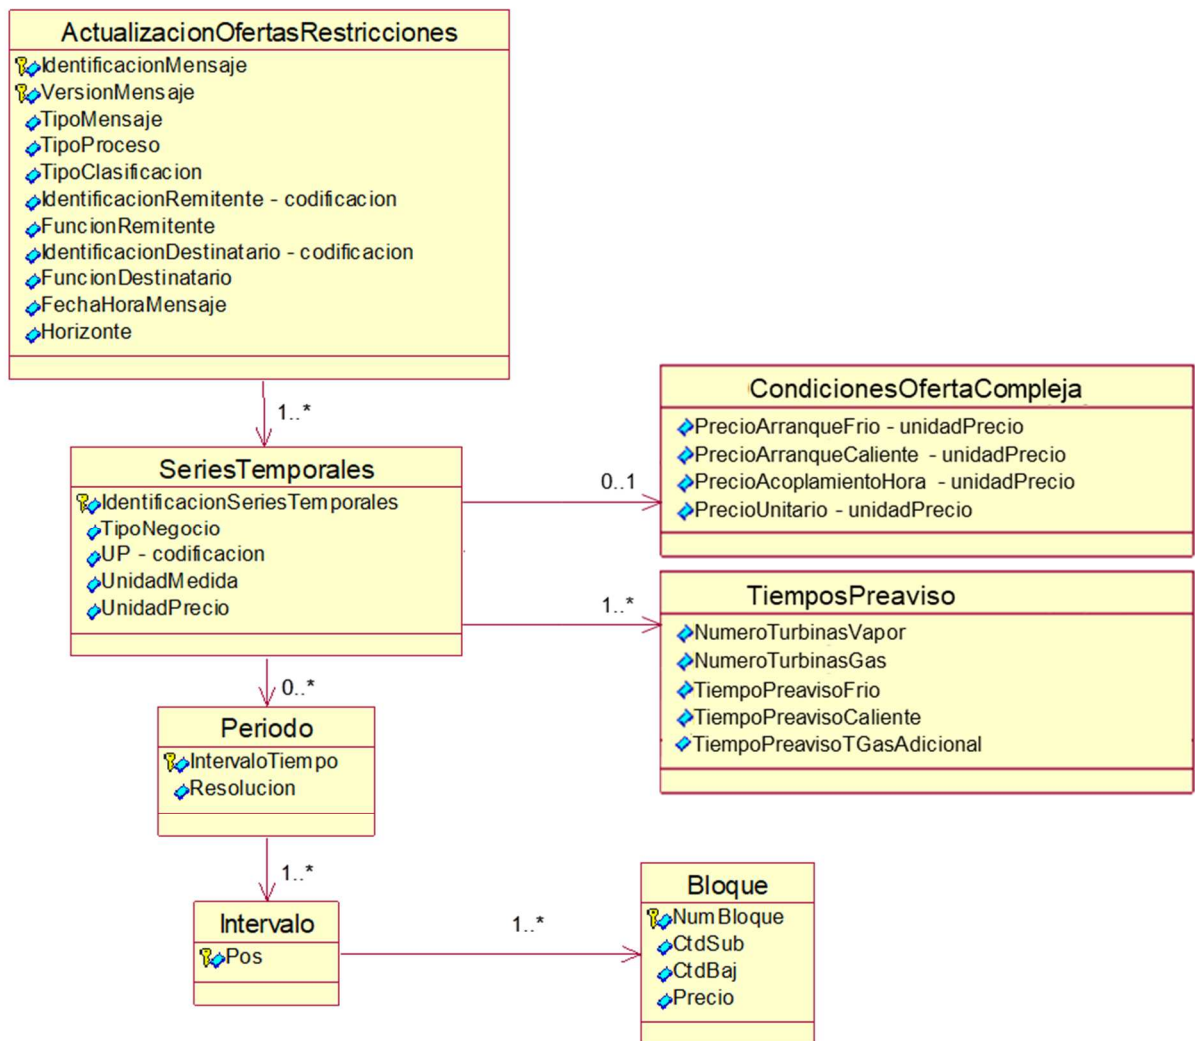 ActualizacionOfertasRestricciones
IdentificacionMensaje
VersionMensaje
TipoMensaje
TipoProceso
TipoClasificacion
IdentificacionRemitente - codificacion
FuncionRemitente
IdentificacionDestinatario - codificacion
FuncionDestinatario
FechaHoraMensaje
Horizonte
1..*
SeriesTemporales
IdentificacionSeriesTemporales
TipoNegocio
UP - codificacion
UnidadMedida
UnidadPrecio
0..1
CondicionesOfertaCompleja
PrecioArranqueFrio - unidadPrecio
PrecioArranqueCaliente - unidadPrecio
PrecioAcoplamientoHora - unidadPrecio
PrecioUnitario - unidadPrecio
1..*
TiemposPreaviso
NumeroTurbinasVapor
NumeroTurbinasGas
TiempoPreavisoFrio
TiempoPreavisoCaliente
TiempoPreavisoTGasAdicional
0..*
Periodo
IntervaloTiempo
Resolucion
1..*
Intervalo
Pos
1..*
Bloque
NumBloque
CtdSub
CtdBaj
Precio